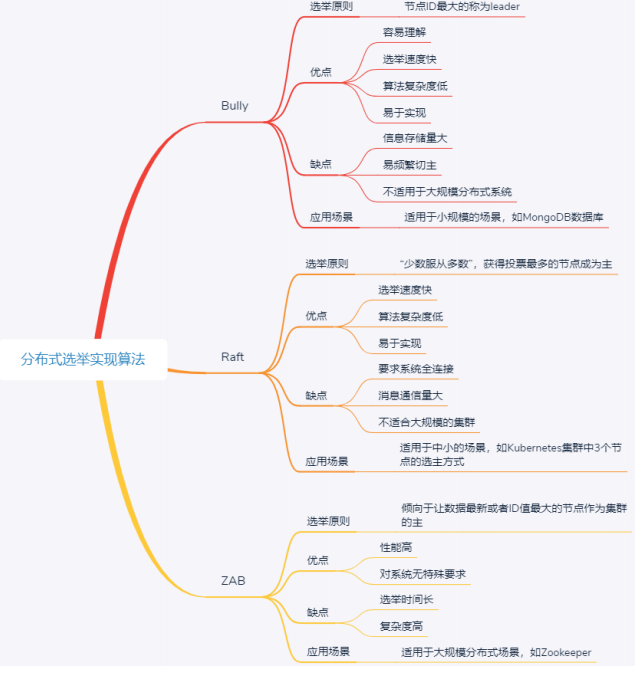 分布式选举实现算法
Bully
选举原则
节点ID最大的称为leader
优点
容易理解
选举速度快
算法复杂度低
易于实现
缺点
信息存储量大
易频繁切主
不适用于大规模分布式系统
应用场景
适用于小规模的场景，如MongoDB数据库
Raft
选举原则
“少数服从多数”，获得投票最多的节点成为主
优点
选举速度快
算法复杂度低
易于实现
缺点
要求系统全连接
消息通信量大
不适合大规模的集群
应用场景
适用于中小的场景，如Kubernetes集群中3个节
点的选主方式
ZAB
选举原则
倾向于让数据最新或者ID值最大的节点作为集群
的主
优点
性能高
对系统无特殊要求
缺点
选举时间长
复杂度高
应用场景
适用于大规模分布式场景，如Zookeeper